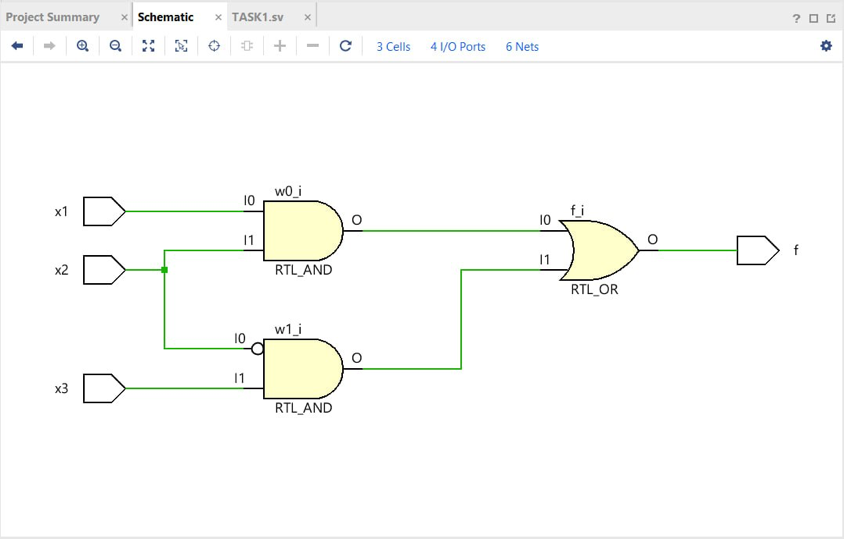 Project Summary × Schematic × TASK1.sv ×
3 Cells 4 I/O Ports 6 Nets
w0_i
x1 I0
O
I0 f_i
I1
O
x2
RTL_AND
I1
f
RTL_OR
w1_i
I0
O
x3 I1
RTL_AND